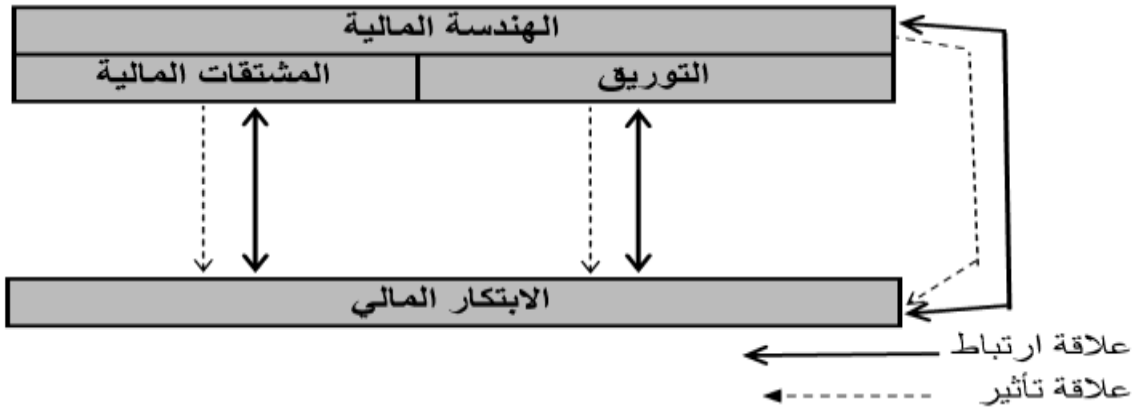 الهندسة المالية
التوريق
المشتقات المالية
الابتكار المالي
علاقة ارتباط
علاقة تأثير